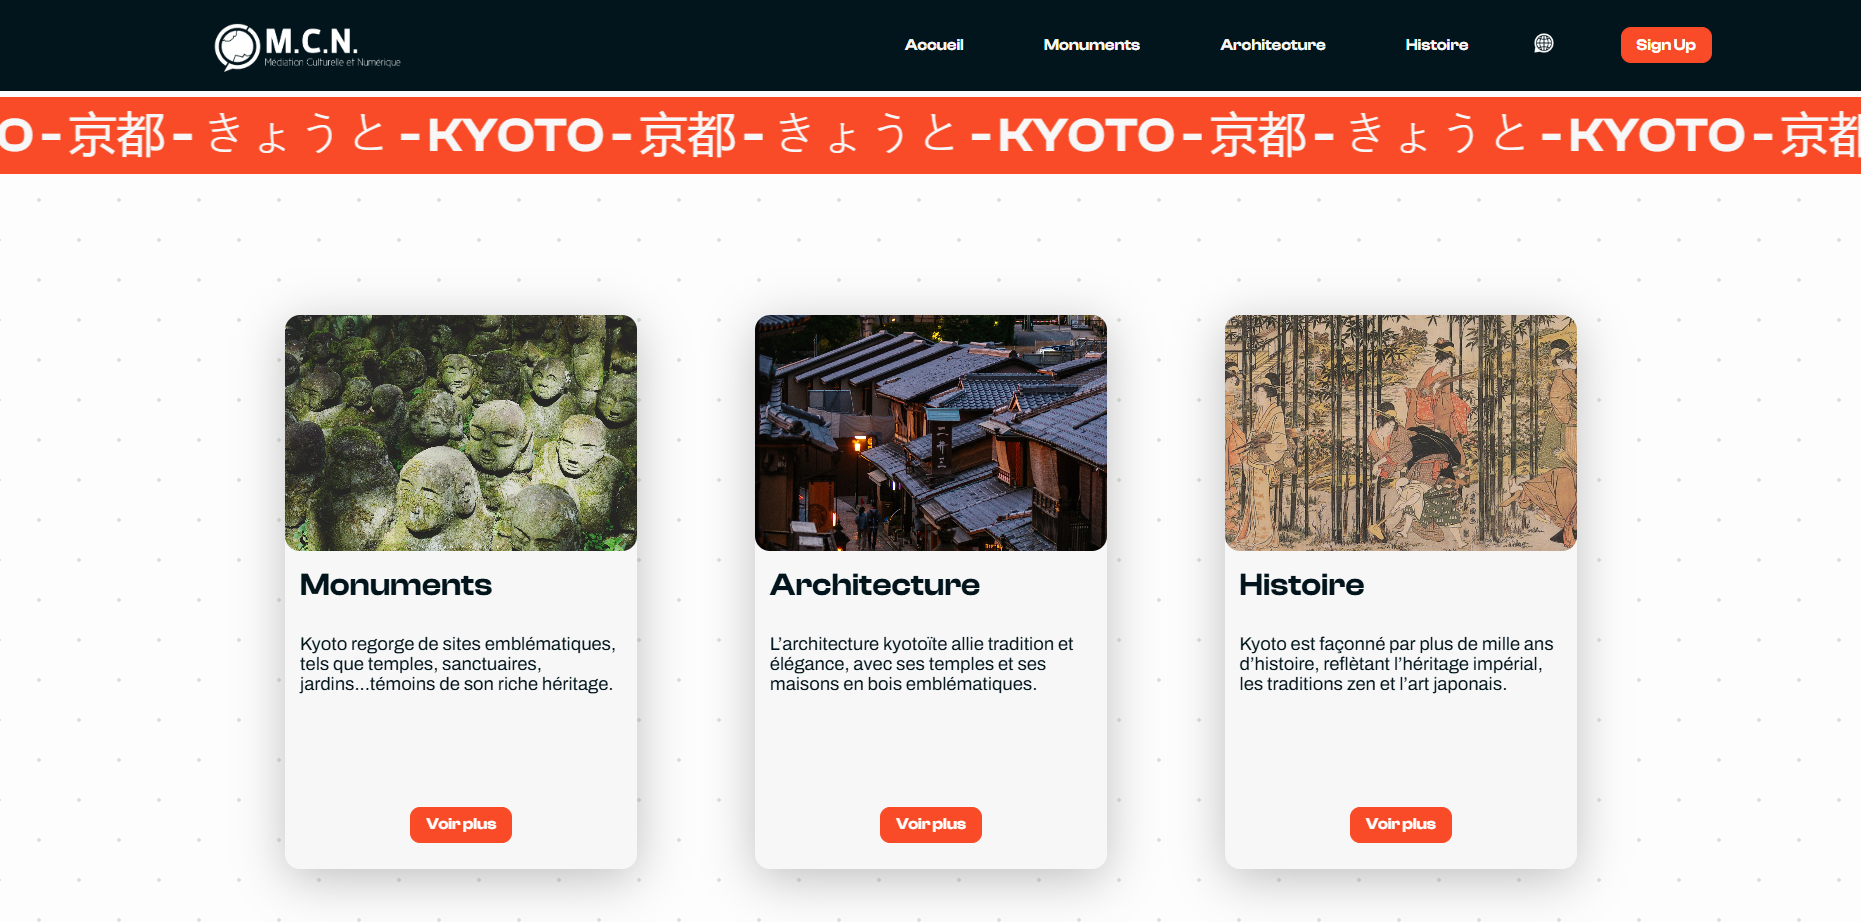 M.C.N.
Médiation Culturelle et Numérique
Accueil
Monuments
Architecture
Histoire
Sign Up
O - 京都 - きょうと - KYOTO - 京都 - きょうと - KYOTO - 京都 - きょうと - KYOTO - 京都
Monuments
Kyoto regorge de sites emblématiques,
tels que temples, sanctuaires,
jardins...témoins de son riche héritage.
Voir plus
Architecture
L’architecture kyotoïte allie tradition et
élégance, avec ses temples et ses
maisons en bois emblématiques.
Voir plus
Histoire
Kyoto est façonné par plus de mille ans
d’histoire, reflètant l’héritage impérial,
les traditions zen et l’art japonais.
Voir plus